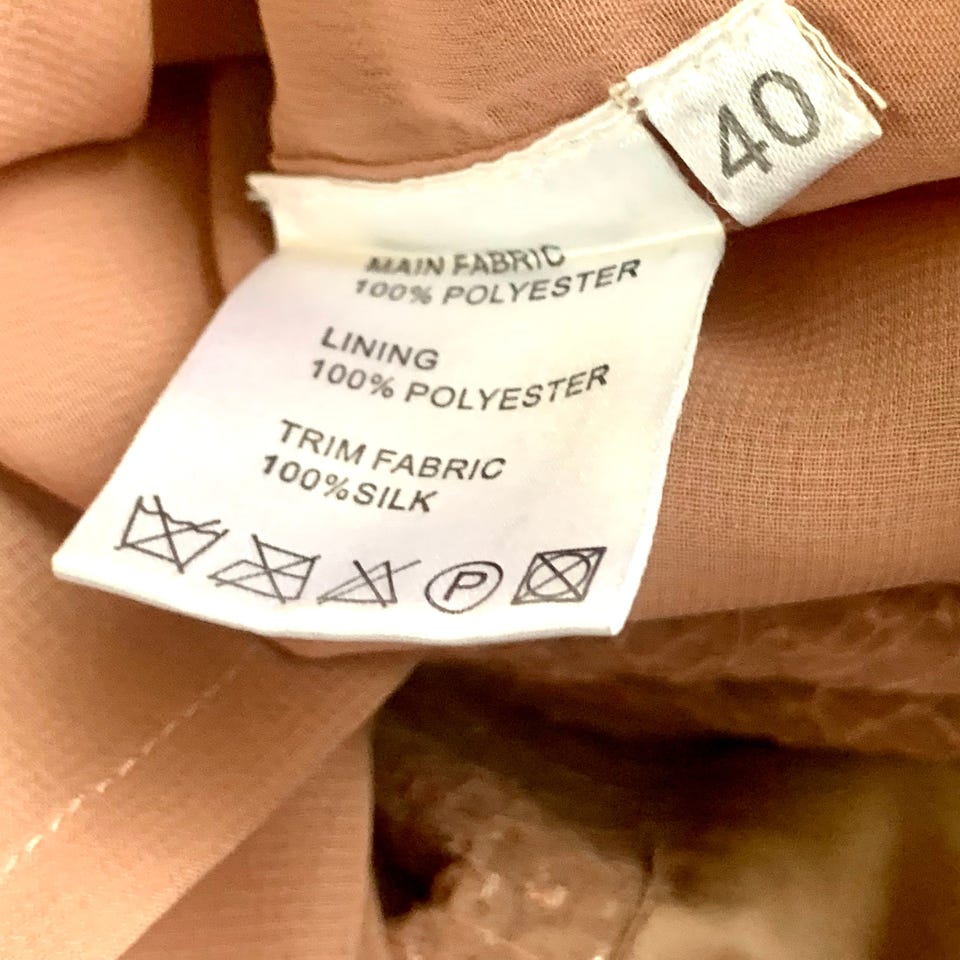 40
MAIN FABRIC
100% POLYESTER
LINING
100% POLYESTER
TRIM FABRIC
100%SILK
P